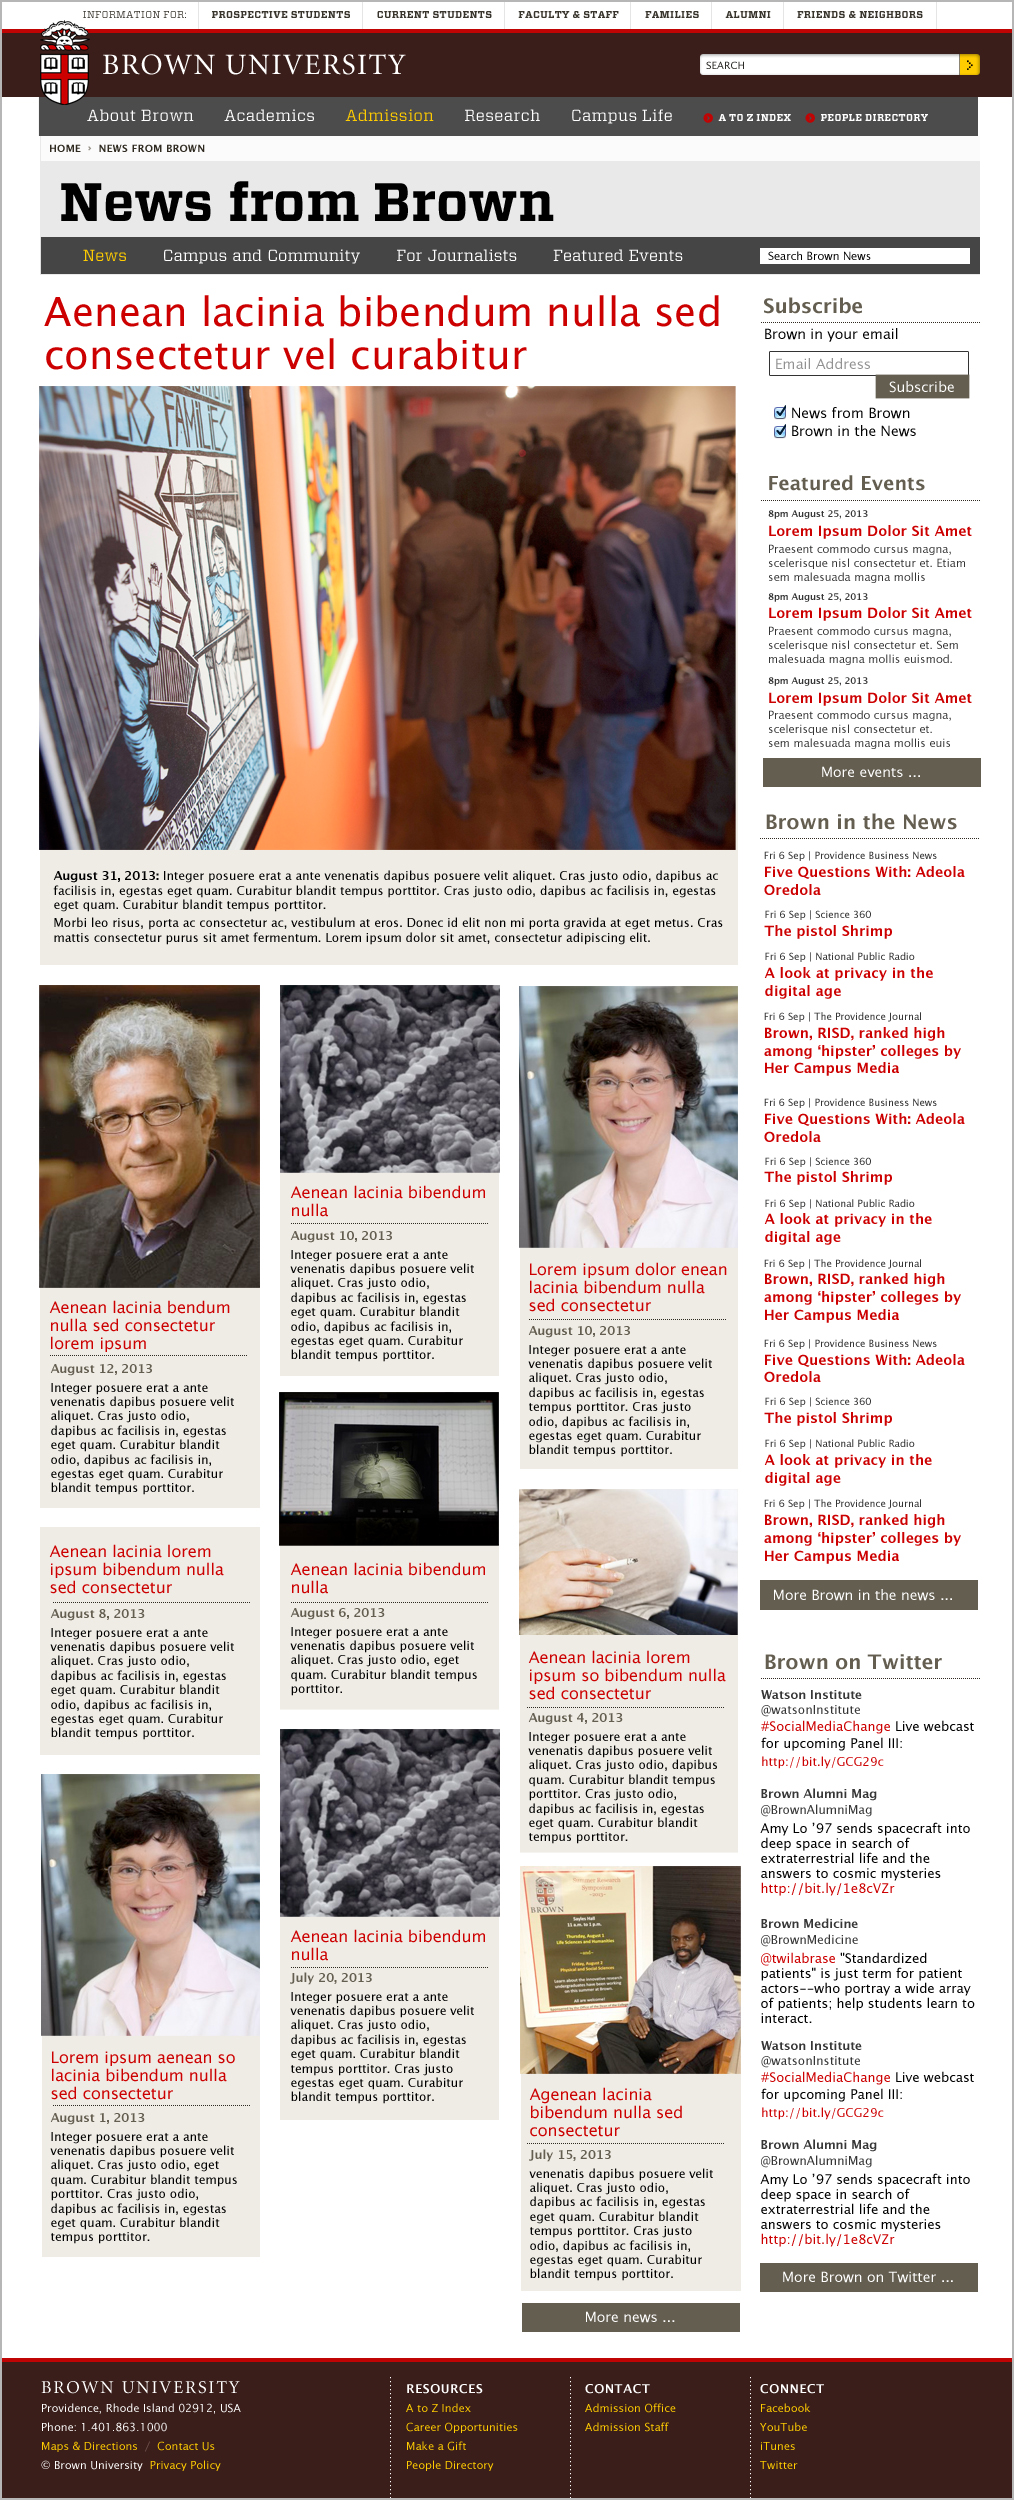 INFORMATION FOR: PROSPECTIVE STUDENTS CURRENT STUDENTS FACULTY & STAFF FAMILIES ALUMNI FRIENDS & NEIGHBORS
BROWN UNIVERSITY
SEARCH
About Brown Academics Admission Research Campus Life A TO Z INDEX PEOPLE DIRECTORY
HOME › NEWS FROM BROWN
News from Brown
News Campus and Community For Journalists Featured Events Search Brown News
Aenean lacinia bibendum nulla sed
consectetur vel curabitur
FAMILIES
August 31, 2013: Integer posuere erat a ante venenatis dapibus posuere velit aliquet. Cras justo odio, dapibus ac
facilisis in, egestas eget quam. Curabitur blandit tempus porttitor. Cras justo odio, dapibus ac facilisis in, egestas
eget quam. Curabitur blandit tempus porttitor.
Morbi leo risus, porta ac consectetur ac, vestibulum at eros. Donec id elit non mi porta gravida at eget metus. Cras
mattis consectetur purus sit amet fermentum. Lorem ipsum dolor sit amet, consectetur adipiscing elit.
Aenean lacinia bendum
nulla sed consectetur
lorem ipsum
August 12, 2013
Integer posuere erat a ante
venenatis dapibus posuere velit
aliquet. Cras justo odio,
dapibus ac facilisis in, egestas
eget quam. Curabitur blandit
odio, dapibus ac facilisis in,
egestas eget quam. Curabitur
blandit tempus porttitor.
Aenean lacinia lorem
ipsum bibendum nulla
sed consectetur
August 8, 2013
Integer posuere erat a ante
venenatis dapibus posuere velit
aliquet. Cras justo odio,
dapibus ac facilisis in, egestas
eget quam. Curabitur blandit
odio, dapibus ac facilisis in,
egestas eget quam. Curabitur
blandit tempus porttitor.
Lorem ipsum aenean so
lacinia bibendum nulla
sed consectetur
August 1, 2013
Integer posuere erat a ante
venenatis dapibus posuere velit
aliquet. Cras justo odio, eget
quam. Curabitur blandit tempus
porttitor. Cras justo odio,
dapibus ac facilisis in, egestas
eget quam. Curabitur blandit
tempus porttitor.
Aenean lacinia bibendum
nulla
August 10, 2013
Integer posuere erat a ante
venenatis dapibus posuere velit
aliquet. Cras justo odio,
dapibus ac facilisis in, egestas
eget quam. Curabitur blandit
odio, dapibus ac facilisis in,
egestas eget quam. Curabitur
blandit tempus porttitor.
Aenean lacinia bibendum
nulla
August 6, 2013
Integer posuere erat a ante
venenatis dapibus posuere velit
aliquet. Cras justo odio, eget
quam. Curabitur blandit tempus
porttitor.
Aenean lacinia bibendum
nulla
July 20, 2013
Integer posuere erat a ante
venenatis dapibus posuere velit
aliquet. Cras justo odio,
dapibus ac facilisis in, egestas
eget quam. Curabitur blandit
tempus porttitor. Cras justo
egestas eget quam. Curabitur
blandit tempus porttitor.
Lorem ipsum dolor enean
lacinia bibendum nulla
sed consectetur
August 10, 2013
Integer posuere erat a ante
venenatis dapibus posuere velit
aliquet. Cras justo odio,
dapibus ac facilisis in, egestas
tempus porttitor. Cras justo
odio, dapibus ac facilisis in,
egestas eget quam. Curabitur
blandit tempus porttitor.
Aenean lacinia lorem
ipsum so bibendum nulla
sed consectetur
August 4, 2013
Integer posuere erat a ante
venenatis dapibus posuere velit
aliquet. Cras justo odio, dapibus
quam. Curabitur blandit tempus
porttitor. Cras justo odio,
dapibus ac facilisis in, egestas
eget quam. Curabitur blandit
tempus porttitor.
Summer Research
Symposium
2013
BROWN
Sayles Hall
11 a.m. to 1 p.m.
Thursday, August 1
Life Sciences and Humanities
and
Friday, August 2
Physical and Social Sciences
Learn about the innovative research
undergraduates have been working
on this summer at Brown.
All are welcome!
Agenean lacinia
bibendum nulla sed
consectetur
July 15, 2013
venenatis dapibus posuere velit
aliquet. Cras justo odio,
dapibus ac facilisis in, egestas
eget quam. Curabitur blandit
tempus porttitor. Cras justo
odio, dapibus ac facilisis in,
egestas eget quam. Curabitur
blandit tempus porttitor.
More news ...
Subscribe
Brown in your email
Email Address
Subscribe
News from Brown
Brown in the News
Featured Events
8pm August 25, 2013
Lorem Ipsum Dolor Sit Amet
Praesent commodo cursus magna,
scelerisque nisl consectetur et. Etiam
sem malesuada magna mollis
8pm August 25, 2013
Lorem Ipsum Dolor Sit Amet
Praesent commodo cursus magna,
scelerisque nisl consectetur et. Sem
malesuada magna mollis euismod.
8pm August 25, 2013
Lorem Ipsum Dolor Sit Amet
Praesent commodo cursus magna,
scelerisque nisl consectetur et.
sem malesuada magna mollis euis
More events ...
Brown in the News
Fri 6 Sep | Providence Business News
Five Questions With: Adeola
Oredola
Fri 6 Sep | Science 360
The pistol Shrimp
Fri 6 Sep | National Public Radio
A look at privacy in the
digital age
Fri 6 Sep | The Providence Journal
Brown, RISD, ranked high
among ‘hipster’ colleges by
Her Campus Media
Fri 6 Sep | Providence Business News
Five Questions With: Adeola
Oredola
Fri 6 Sep | Science 360
The pistol Shrimp
Fri 6 Sep | National Public Radio
A look at privacy in the
digital age
Fri 6 Sep | The Providence Journal
Brown, RISD, ranked high
among ‘hipster’ colleges by
Her Campus Media
Fri 6 Sep | Providence Business News
Five Questions With: Adeola
Oredola
Fri 6 Sep | Science 360
The pistol Shrimp
Fri 6 Sep | National Public Radio
A look at privacy in the
digital age
Fri 6 Sep | The Providence Journal
Brown, RISD, ranked high
among ‘hipster’ colleges by
Her Campus Media
More Brown in the news ...
Brown on Twitter
Watson Institute
@watsonInstitute
#SocialMediaChange Live webcast
for upcoming Panel III:
http://bit.ly/GCG29c
Brown Alumni Mag
@BrownAlumniMag
Amy Lo ’97 sends spacecraft into
deep space in search of
extraterrestrial life and the
answers to cosmic mysteries
http://bit.ly/1e8cVZr
Brown Medicine
@BrownMedicine
@twilabrase "Standardized
patients" is just term for patient
actors--who portray a wide array
of patients; help students learn to
interact.
Watson Institute
@watsonInstitute
#SocialMediaChange Live webcast
for upcoming Panel III:
http://bit.ly/GCG29c
Brown Alumni Mag
@BrownAlumniMag
Amy Lo ’97 sends spacecraft into
deep space in search of
extraterrestrial life and the
answers to cosmic mysteries
http://bit.ly/1e8cVZr
More Brown on Twitter ...
BROWN UNIVERSITY
Providence, Rhode Island 02912, USA
Phone: 1.401.863.1000
Maps & Directions / Contact Us
© Brown University Privacy Policy
RESOURCES
A to Z Index
Career Opportunities
Make a Gift
People Directory
CONTACT
Admission Office
Admission Staff
CONNECT
Facebook
YouTube
iTunes
Twitter